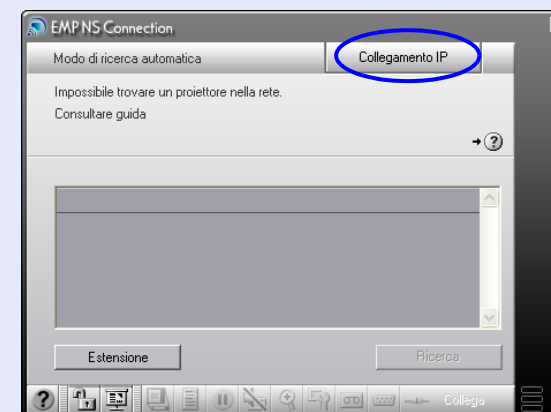 EMP NS Connection
Modo di ricerca automatica
Collegamento IP
Impossibile trovare un proiettore nella rete.
Consultare guida
Estensione
Ricerca
Collega